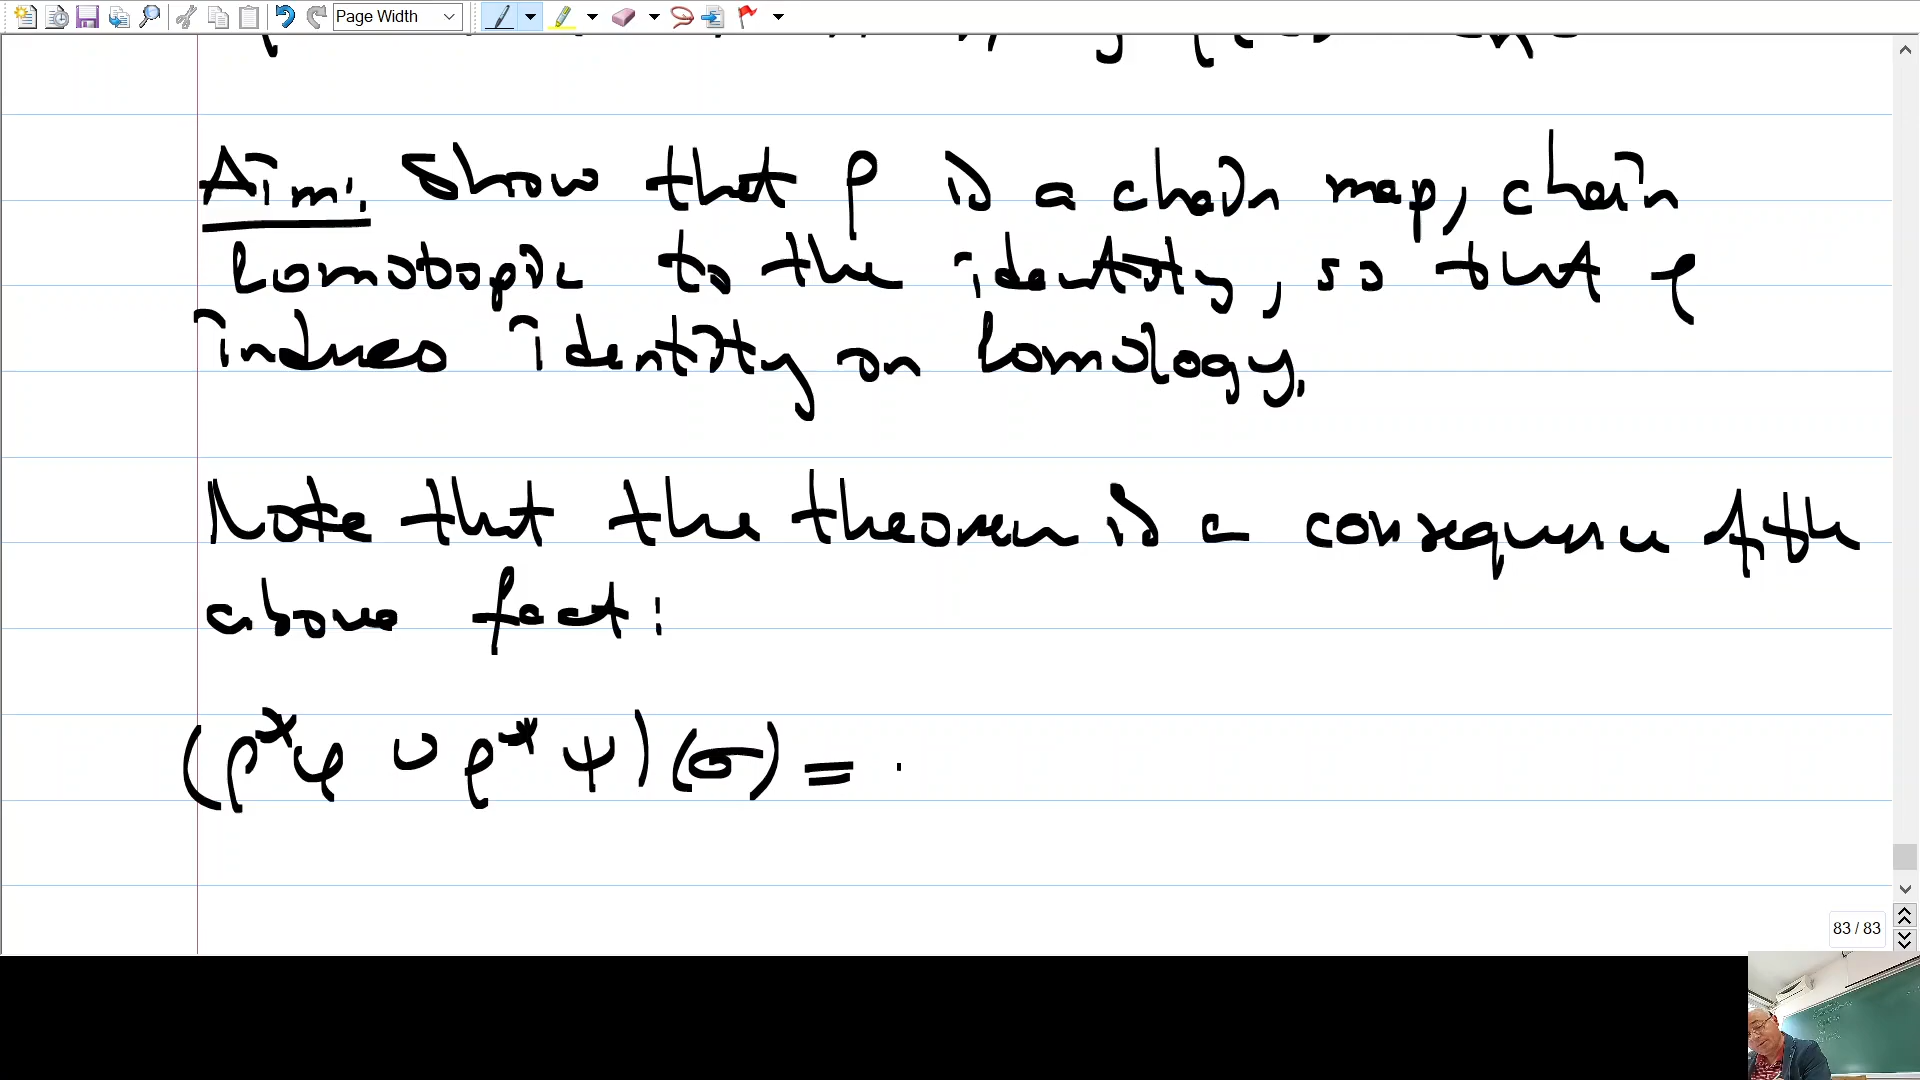 Page Width
Aim: Show that ρ is a chain map, chain
homotopic to the identity, so that ρ
induces identity on homology.
Note that the theorem is a consequence of the
above fact:
(ρ*φ ∪ ρ*ψ)(σ) =
83 / 83